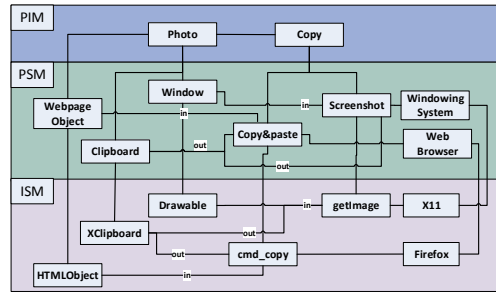 PIM
Photo
Copy
PSM
Window
in
Screenshot
Windowing
System
Webpage
Object
in
Copy&paste
Web
Browser
Clipboard
out
out
ISM
Drawable
in
getImage
X11
XClipboard
out
out
cmd_copy
Firefox
HTMLObject
in